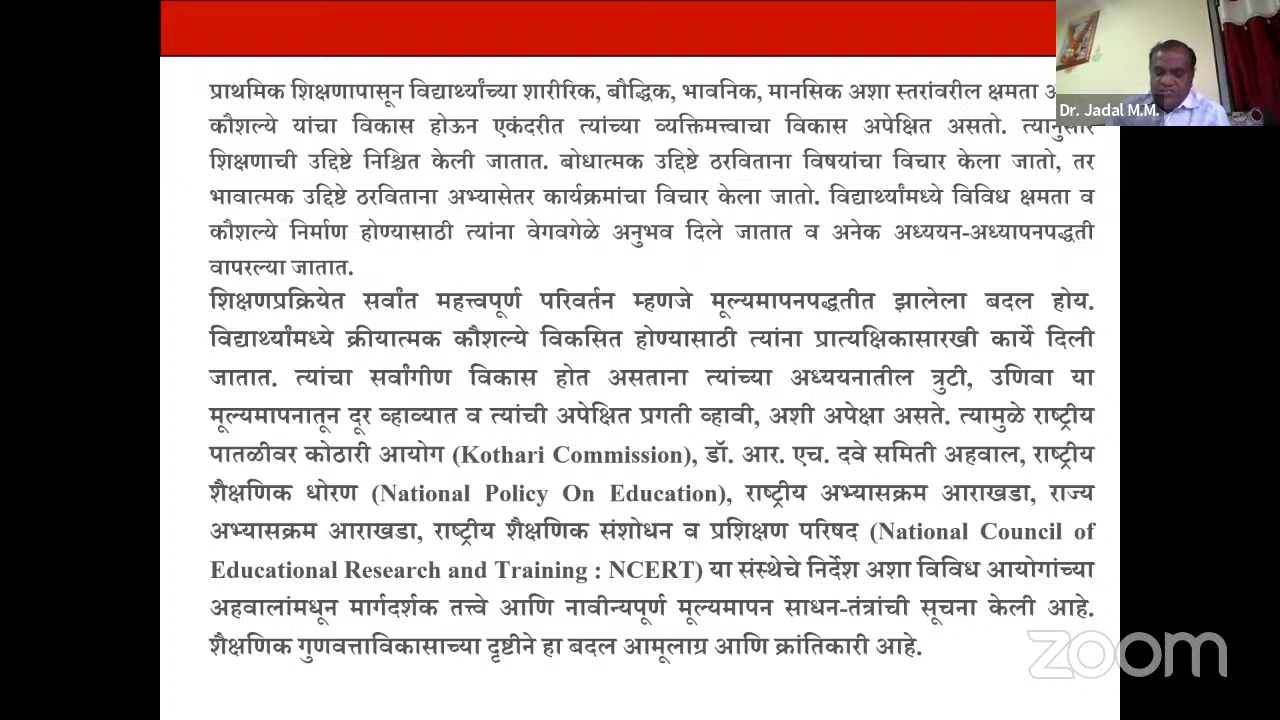 प्राथमिक शिक्षणापासून विद्यार्थ्यांच्या शारीरिक, बौद्धिक, भावनिक, मानसिक अशा स्तरांवरील क्षमता
Dr. Jadal M.M.
कौशल्ये यांचा विकास होऊन एकंदरीत त्यांच्या व्यक्तिमत्त्वाचा विकास अपेक्षित असतो. त्यानुसार
शिक्षणाची उद्दिष्टे निश्चित केली जातात. बोधात्मक उद्दिष्टे ठरविताना विषयांचा विचार केला जातो, तर
भावात्मक उद्दिष्टे ठरविताना अभ्यासेतर कार्यक्रमांचा विचार केला जातो. विद्यार्थ्यांमध्ये विविध क्षमता व
कौशल्ये निर्माण होण्यासाठी त्यांना वेगवगेळे अनुभव दिले जातात व अनेक अध्ययन-अध्यापनपद्धती
वापरल्या जातात.
शिक्षणप्रक्रियेत सर्वांत महत्त्वपूर्ण परिवर्तन म्हणजे मूल्यमापनपद्धतीत झालेला बदल होय.
विद्यार्थ्यांमध्ये क्रीयात्मक कौशल्ये विकसित होण्यासाठी त्यांना प्रात्यक्षिकासारखी कार्ये दिली
जातात. त्यांचा सर्वांगीण विकास होत असताना त्यांच्या अध्ययनातील त्रुटी, उणिवा या
मूल्यमापनातून दूर व्हाव्यात व त्यांची अपेक्षित प्रगती व्हावी, अशी अपेक्षा असते. त्यामुळे राष्ट्रीय
पातळीवर कोठारी आयोग (Kothari Commission), डॉ. आर. एच. दवे समिती अहवाल, राष्ट्रीय
शैक्षणिक धोरण (National Policy On Education), राष्ट्रीय अभ्यासक्रम आराखडा, राज्य
अभ्यासक्रम आराखडा, राष्ट्रीय शैक्षणिक संशोधन व प्रशिक्षण परिषद (National Council of
Educational Research and Training : NCERT) या संस्थेचे निर्देश अशा विविध आयोगांच्या
अहवालांमधून मार्गदर्शक तत्त्वे आणि नावीन्यपूर्ण मूल्यमापन साधन-तंत्रांची सूचना केली आहे.
शैक्षणिक गुणवत्ताविकासाच्या दृष्टीने हा बदल आमूलाग्र आणि क्रांतिकारी आहे.
zoom